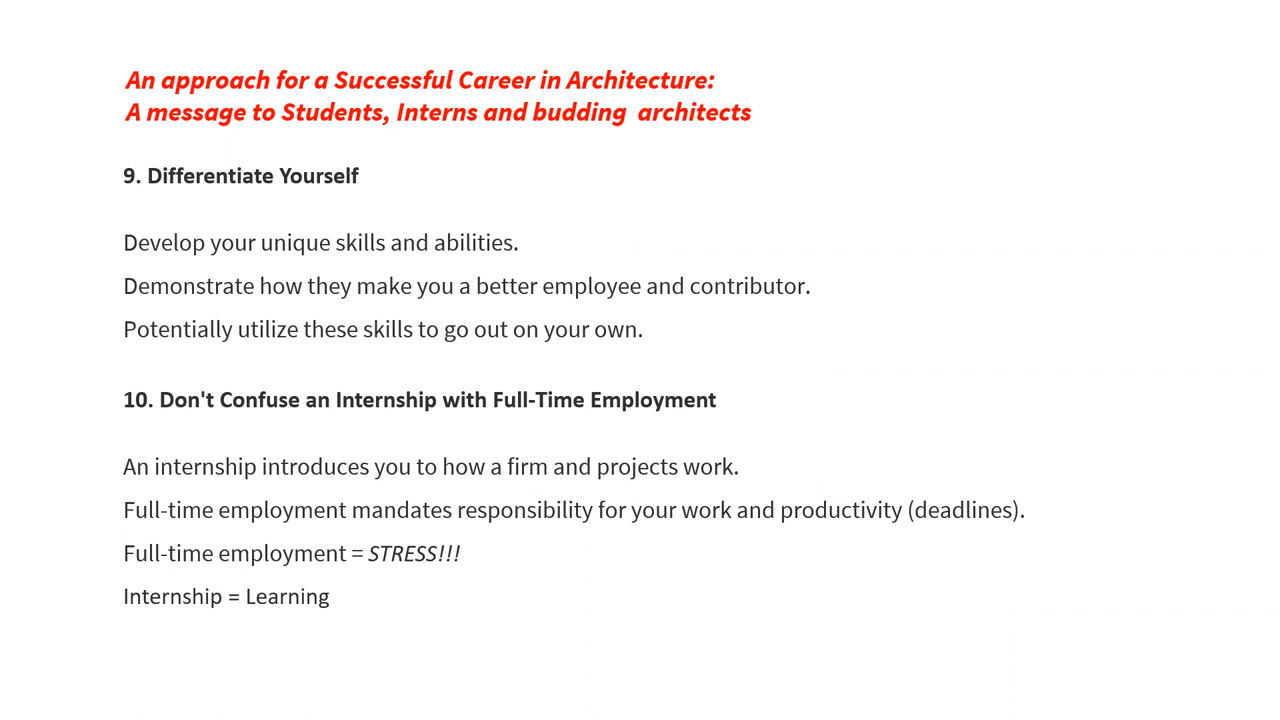 An approach for a Successful Career in Architecture:
A message to Students, Interns and budding  architects
9. Differentiate Yourself
Develop your unique skills and abilities.
Demonstrate how they make you a better employee and contributor.
Potentially utilize these skills to go out on your own.
10. Don't Confuse an Internship with Full-Time Employment
An internship introduces you to how a firm and projects work.
Full-time employment mandates responsibility for your work and productivity (deadlines).
Full-time employment = STRESS!!!
Internship = Learning